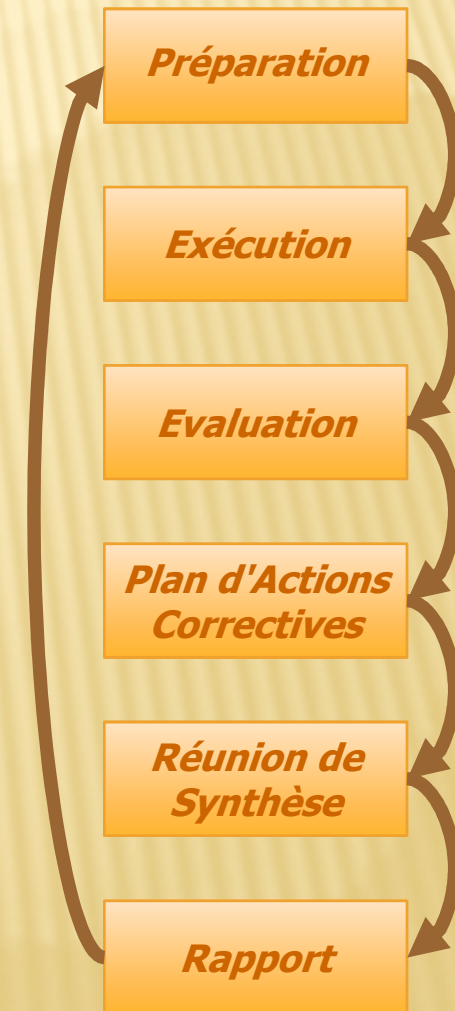 Préparation
Exécution
Evaluation
Plan d'Actions
Correctives
Réunion de
Synthèse
Rapport